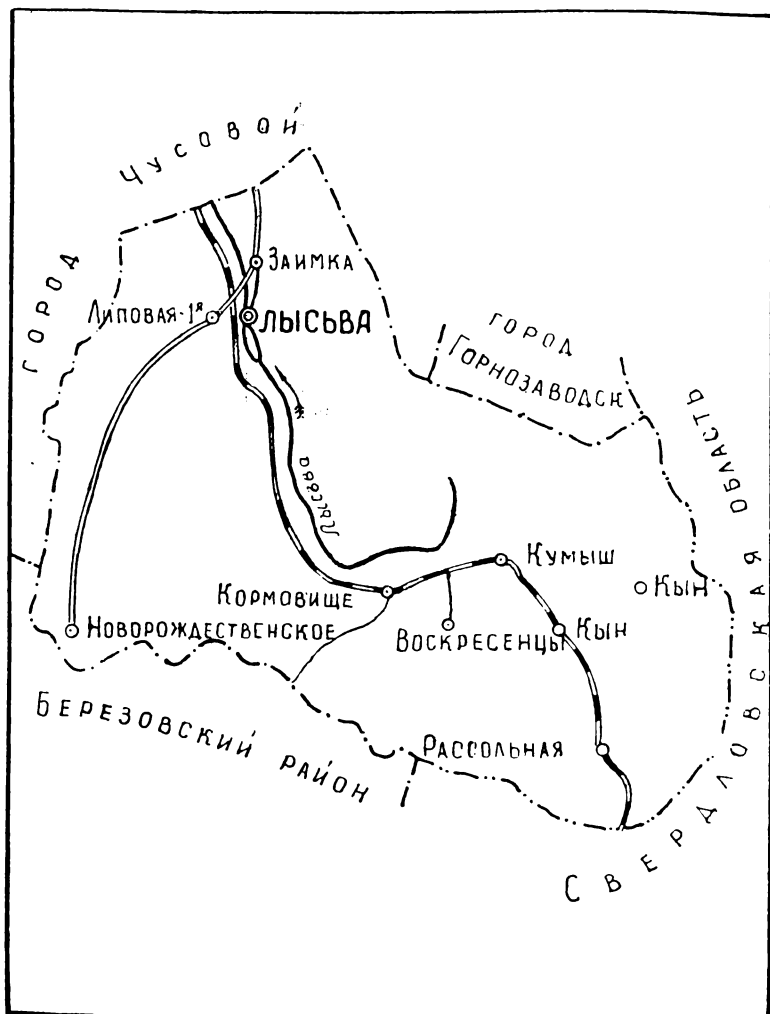 ГОРОД ЧУСОВОЙ
ЗАИМКА
ЛИПОВАЯ-1Я
ЛЫСЬВА
ГОРОД
ГОРНОЗАВОДСК
Лысьва
КУМЫШ
КОРМОВИЩЕ
КЫН
НОВОРОЖДЕСТВЕНСКОЕ
ВОСКРЕСЕНЦЫ
КЫН
БЕРЕЗОВСКИЙ РАЙОН
РАССОЛЬНАЯ
СВЕРДЛОВСКАЯ ОБЛАСТЬ